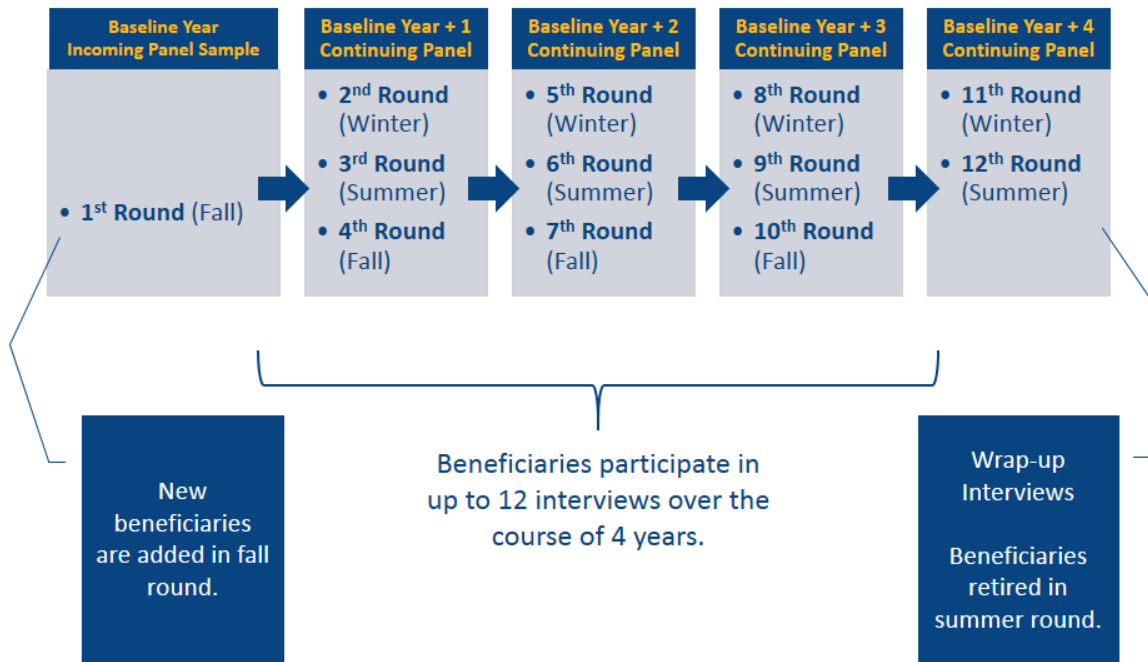 Baseline Year
Incoming Panel Sample
Baseline Year + 1
Continuing Panel
Baseline Year + 2
Continuing Panel
Baseline Year + 3
Continuing Panel
Baseline Year + 4
Continuing Panel
• 1st Round (Fall)
• 2nd Round
(Winter)
• 3rd Round
(Summer)
• 4th Round
(Fall)
• 5th Round
(Winter)
• 6th Round
(Summer)
• 7th Round
(Fall)
• 8th Round
(Winter)
• 9th Round
(Summer)
• 10th Round
(Fall)
• 11th Round
(Winter)
• 12th Round
(Summer)
New
beneficiaries
are added in fall
round.
Beneficiaries participate in
up to 12 interviews over the
course of 4 years.
Wrap-up
Interviews
Beneficiaries
retired in
summer round.